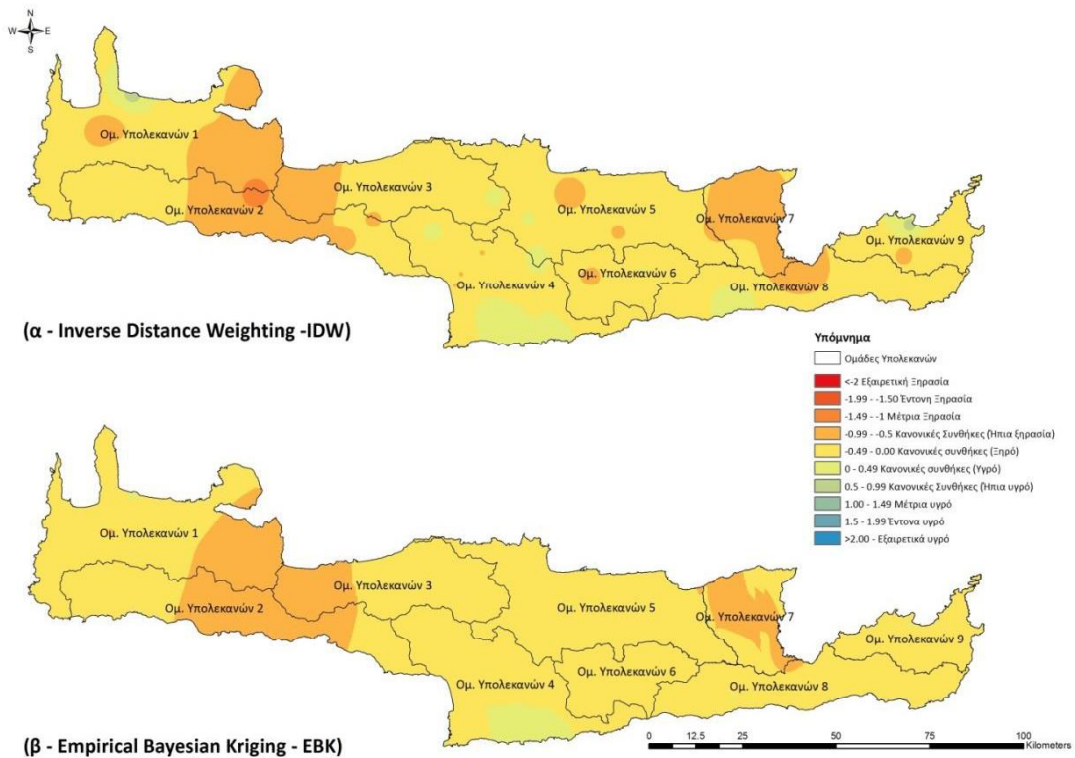 N
W E
S
Ομ. Υπολεκανών 1
Ομ. Υπολεκανών 2
Ομ. Υπολεκανών 3
Ομ. Υπολεκανών 4
Ομ. Υπολεκανών 5
Ομ. Υπολεκανών 6
Ομ. Υπολεκανών 7
Ομ. Υπολεκανών 8
Ομ. Υπολεκανών 9
(α - Inverse Distance Weighting -IDW)
Υπόμνημα
Ομάδες Υπολεκανών
<-2 Εξαιρετική Ξηρασία
-1.99 - -1.50 Έντονη Ξηρασία
-1.49 - -1 Μέτρια Ξηρασία
-0.99 - -0.5 Κανονικές Συνθήκες (Ήπια ξηρασία)
-0.49 - 0.00 Κανονικές συνθήκες (Ξηρό)
0 - 0.49 Κανονικές συνθήκες (Υγρό)
0.5 - 0.99 Κανονικές Συνθήκες (Ήπια υγρό)
1.00 - 1.49 Μέτρια υγρό
1.5 - 1.99 Έντονα υγρό
>2.00 - Εξαιρετικά υγρό
Ομ. Υπολεκανών 1
Ομ. Υπολεκανών 2
Ομ. Υπολεκανών 3
Ομ. Υπολεκανών 4
Ομ. Υπολεκανών 5
Ομ. Υπολεκανών 6
Ομ. Υπολεκανών 7
Ομ. Υπολεκανών 8
Ομ. Υπολεκανών 9
(β - Empirical Bayesian Kriging - EBK)
0 12.5 25 50 75 100
Kilometers